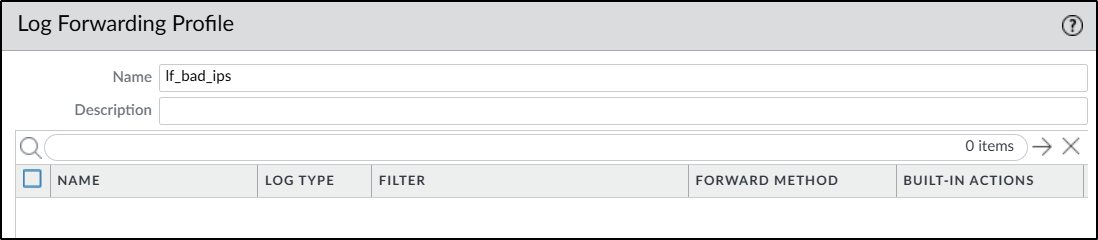 Log Forwarding Profile
Name lf_bad_ips
Description
0 items
NAME LOG TYPE FILTER FORWARD METHOD BUILT-IN ACTIONS